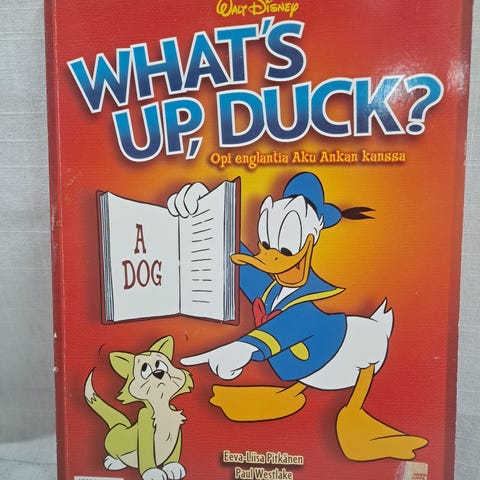 Walt Disney
WHAT'S
UP, DUCK?
Opi englantia Aku Ankan kanssa
A
DOG
Eeva-Liisa Pitkänen
Paul Westlake